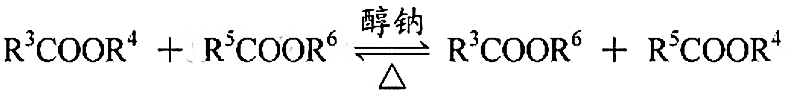 醇钠
R³COOR⁴ + R⁵COOR⁶ ⇌ R³COOR⁶ + R⁵COOR⁴
△